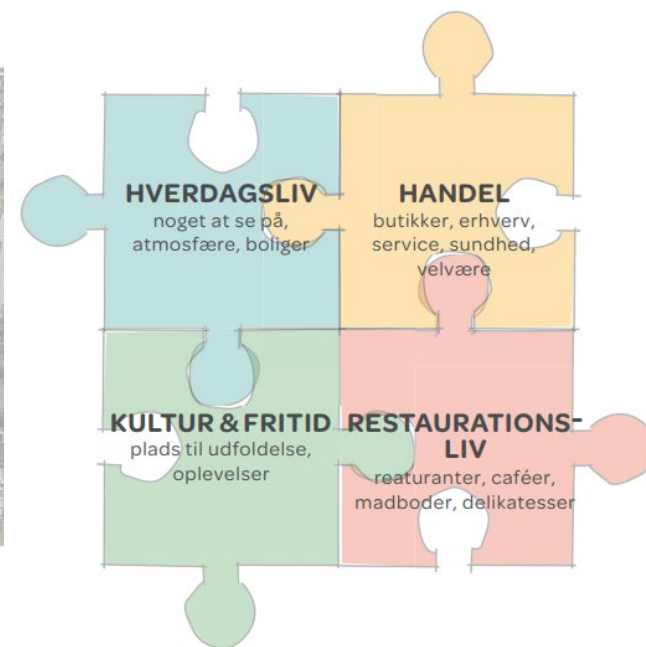 HVERDAGSLIV
noget at se på,
atmosfære, boliger
HANDEL
butikker, erhverv,
service, sundhed,
velvære
KULTUR & FRITID
plads til udfoldelse,
oplevelser
RESTAURATIONS-
LIV
reaturanter, caféer,
madboder, delikatesser